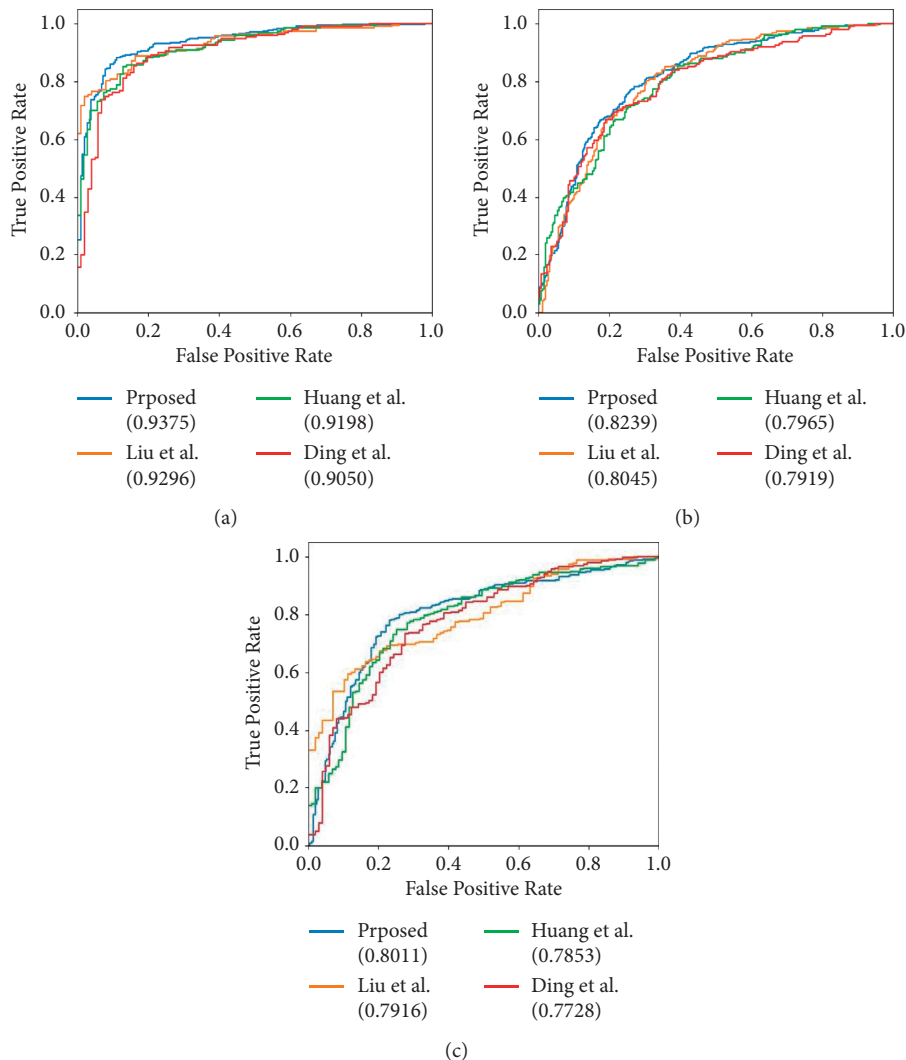 1.0
0.8
0.6
0.4
0.2
0.0
True Positive Rate
0.0 0.2 0.4 0.6 0.8 1.0
False Positive Rate
Prposed
(0.9375)
Huang et al.
(0.9198)
Liu et al.
(0.9296)
Ding et al.
(0.9050)
(a)
1.0
0.8
0.6
0.4
0.2
0.0
True Positive Rate
0.0 0.2 0.4 0.6 0.8 1.0
False Positive Rate
Prposed
(0.8239)
Huang et al.
(0.7965)
Liu et al.
(0.8045)
Ding et al.
(0.7919)
(b)
1.0
0.8
0.6
0.4
0.2
0.0
True Positive Rate
0.0 0.2 0.4 0.6 0.8 1.0
False Positive Rate
Prposed
(0.8011)
Huang et al.
(0.7853)
Liu et al.
(0.7916)
Ding et al.
(0.7728)
(c)